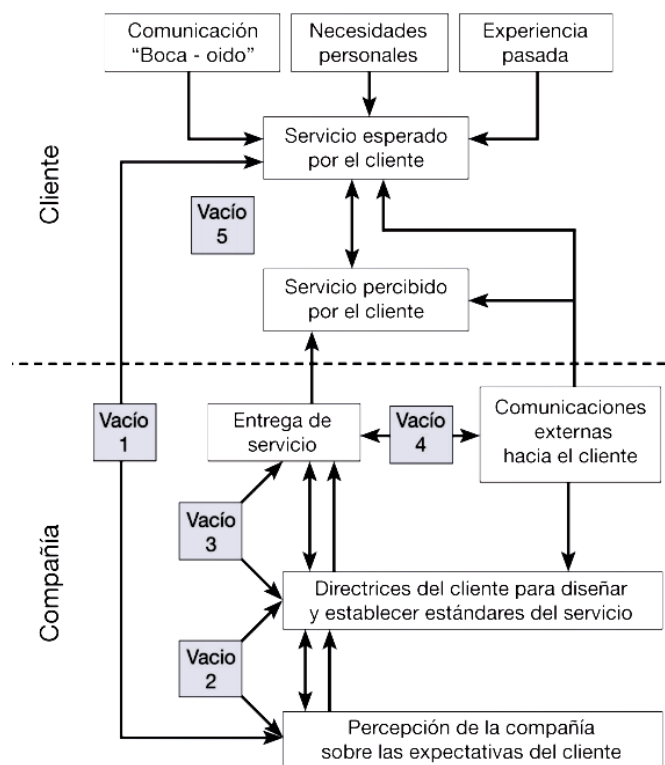 Comunicación
"Boca - oido"
Necesidades
personales
Experiencia
pasada
Servicio esperado
por el cliente
Cliente
Vacío
5
Servicio percibido
por el cliente
Vacío
1
Entrega de
servicio
Vacío
4
Comunicaciones
externas
hacia el cliente
Vacío
3
Compañía
Directrices del cliente para diseñar
y establecer estándares del servicio
Vacio
2
Percepción de la compañía
sobre las expectativas del cliente